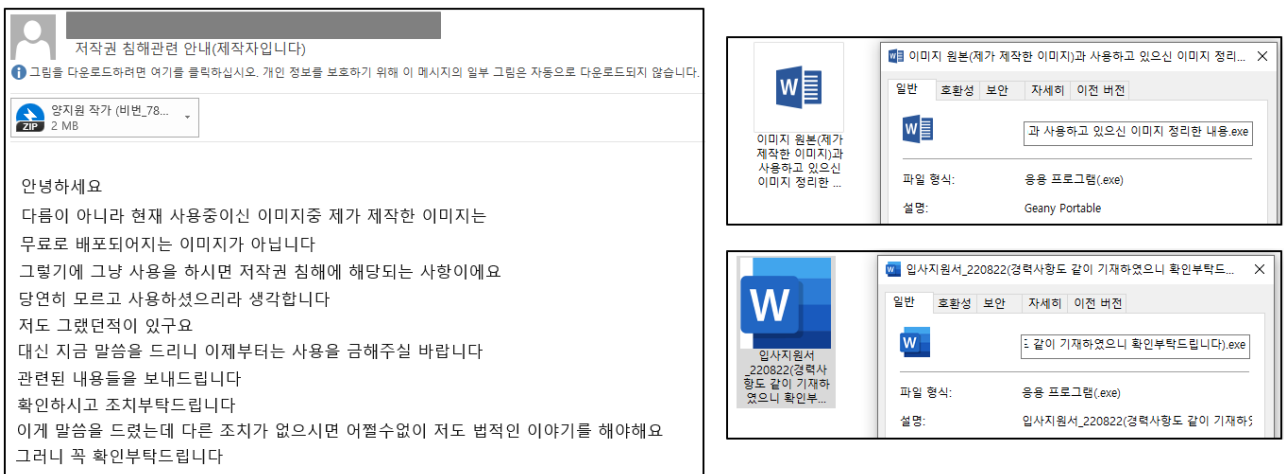 저작권 침해관련 안내(제작자입니다)
그림을 다운로드하려면 여기를 클릭하십시오. 개인 정보를 보호하기 위해 이 메시지의 일부 그림은 자동으로 다운로드되지 않습니다.
양지원 작가 (비번_78...
ZIP
2 MB
안녕하세요
다름이 아니라 현재 사용중이신 이미지중 제가 제작한 이미지는
무료로 배포되어지는 이미지가 아닙니다
그렇기에 그냥 사용을 하시면 저작권 침해에 해당되는 사항이에요
당연히 모르고 사용하셨으리라 생각합니다
저도 그랬던적이 있구요
대신 지금 말씀을 드리니 이제부터는 사용을 금해주실 바랍니다
관련된 내용들을 보내드립니다
확인하시고 조치부탁드립니다
이게 말씀을 드렸는데 다른 조치가 없으시면 어쩔수없이 저도 법적인 이야기를 해야해요
그러니 꼭 확인부탁드립니다
W
이미지 원본(제가
제작한 이미지)과
사용하고 있으신
이미지 정리한 ...
이미지 원본(제가 제작한 이미지)과 사용하고 있으신 이미지 정리...
일반 호환성 보안 자세히 이전 버전
과 사용하고 있으신 이미지 정리한 내용.exe
파일 형식: 응용 프로그램(.exe)
설명: Geany Portable
W
입사지원서
_220822(경력사
항도 같이 기재하
였으니 확인부...
입사지원서_220822(경력사항도 같이 기재하였으니 확인부탁드...
일반 호환성 보안 자세히 이전 버전
같이 기재하였으니 확인부탁드립니다).exe
파일 형식: 응용 프로그램(.exe)
설명: 입사지원서_220822(경력사항도 같이 기재하